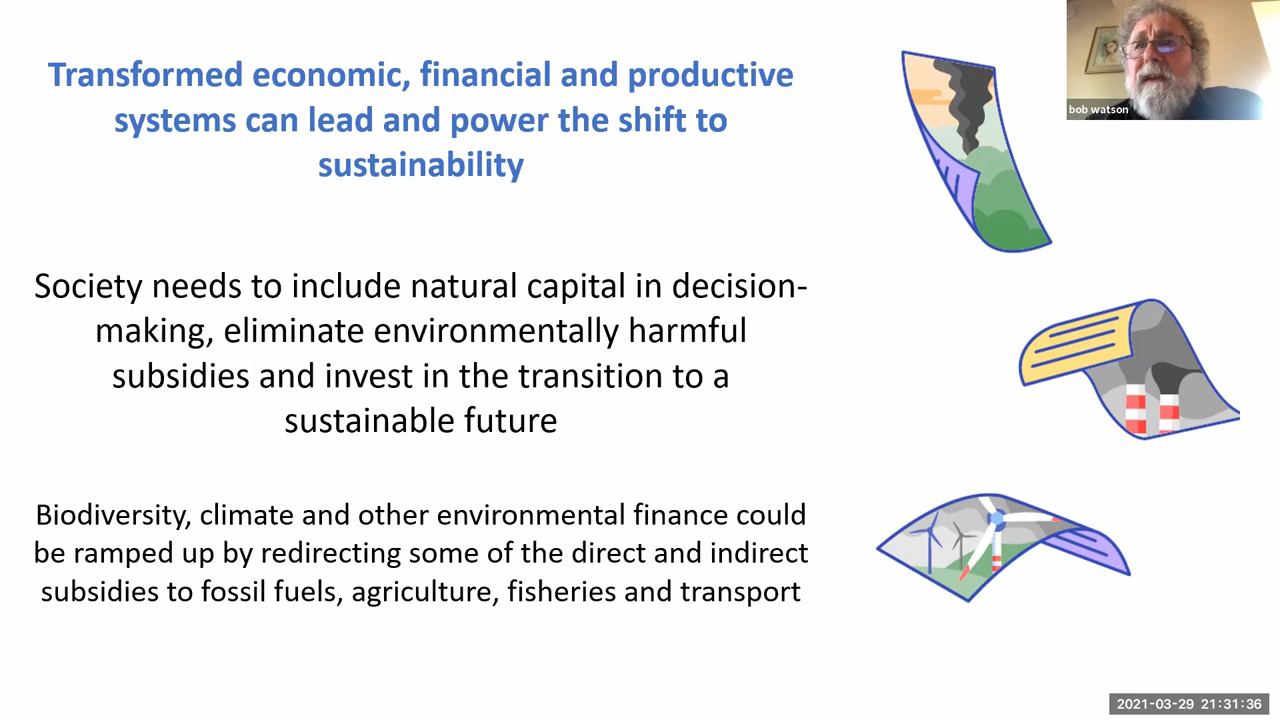 Transformed economic, financial and productive
systems can lead and power the shift to
sustainability
bob watson
Society needs to include natural capital in decision-
making, eliminate environmentally harmful
subsidies and invest in the transition to a
sustainable future
Biodiversity, climate and other environmental finance could
be ramped up by redirecting some of the direct and indirect
subsidies to fossil fuels, agriculture, fisheries and transport
2021-03-29 21:31:36